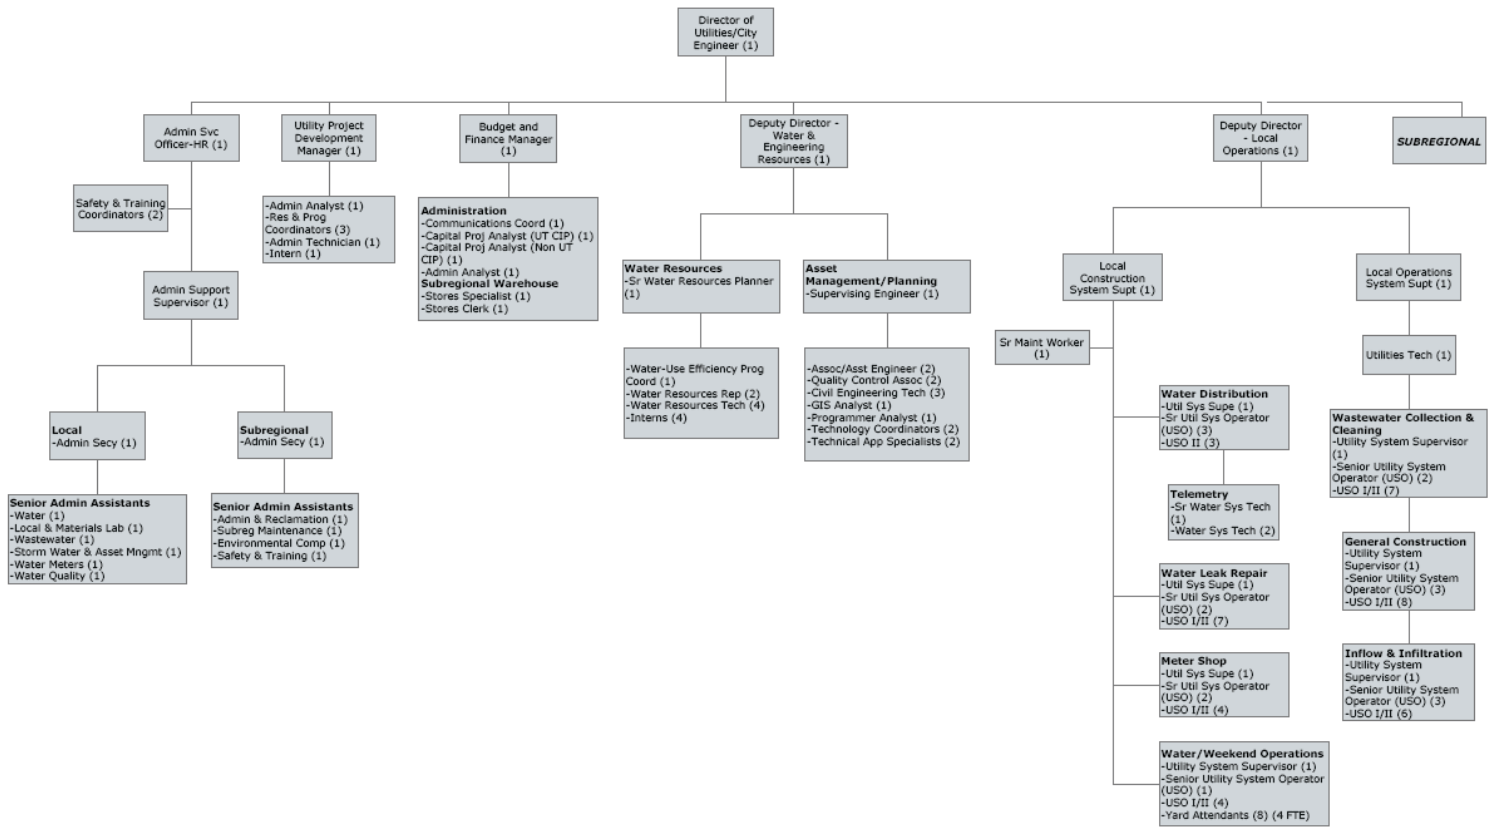 Director of
Utilities/City
Engineer (1)
Admin Svc
Officer-HR (1)
Utility Project
Development
Manager (1)
Budget and
Finance Manager
(1)
Deputy Director -
Water &
Engineering
Resources (1)
Deputy Director
- Local
Operations (1)
SUBREGIONAL
Safety & Training
Coordinators (2)
-Admin Analyst (1)
-Res & Prog
Coordinators (3)
-Admin Technician (1)
-Intern (1)
Administration
-Communications Coord (1)
-Capital Proj Analyst (UT CIP) (1)
-Capital Proj Analyst (Non UT
CIP) (1)
-Admin Analyst (1)
Subregional Warehouse
-Stores Specialist (1)
-Stores Clerk (1)
Admin Support
Supervisor (1)
Water Resources
-Sr Water Resources Planner
(1)
Asset
Management/Planning
-Supervising Engineer (1)
Local
Construction
System Supt (1)
Local Operations
System Supt (1)
Sr Maint Worker
(1)
Utilities Tech (1)
-Water-Use Efficiency Prog
Coord (1)
-Water Resources Rep (2)
-Water Resources Tech (4)
-Interns (4)
-Assoc/Asst Engineer (2)
-Quality Control Assoc (2)
-Civil Engineering Tech (3)
-GIS Analyst (1)
-Programmer Analyst (1)
-Technology Coordinators (2)
-Technical App Specialists (2)
Local
-Admin Secy (1)
Subregional
-Admin Secy (1)
Senior Admin Assistants
-Water (1)
-Local & Materials Lab (1)
-Wastewater (1)
-Storm Water & Asset Mngmt (1)
-Water Meters (1)
-Water Quality (1)
Senior Admin Assistants
-Admin & Reclamation (1)
-Subreg Maintenance (1)
-Environmental Comp (1)
-Safety & Training (1)
Water Distribution
-Util Sys Supe (1)
-Sr Util Sys Operator
(USO) (3)
-USO II (3)
Telemetry
-Sr Water Sys Tech
(1)
-Water Sys Tech (2)
Water Leak Repair
-Util Sys Supe (1)
-Sr Util Sys Operator
(USO) (2)
-USO I/II (7)
Meter Shop
-Util Sys Supe (1)
-Sr Util Sys Operator
(USO) (2)
-USO I/II (4)
Water/Weekend Operations
-Utility System Supervisor (1)
-Senior Utility System Operator
(USO) (1)
-USO I/II (4)
-Yard Attendants (8) (4 FTE)
Wastewater Collection &
Cleaning
-Utility System Supervisor
(1)
-Senior Utility System
Operator (USO) (2)
-USO I/II (7)
General Construction
-Utility System
Supervisor (1)
-Senior Utility System
Operator (USO) (3)
-USO I/II (8)
Inflow & Infiltration
-Utility System
Supervisor (1)
-Senior Utility System
Operator (USO) (3)
-USO I/II (6)